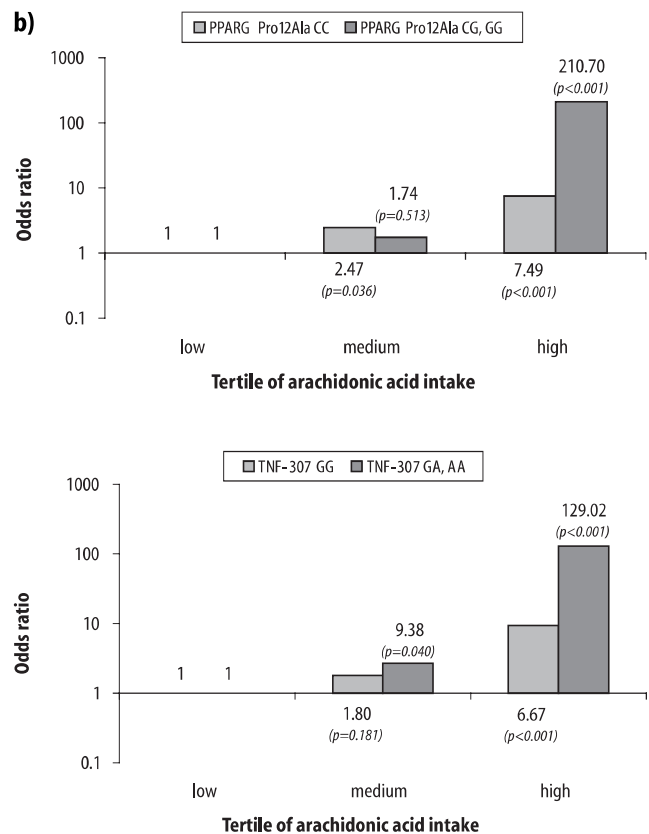 b)
PPARG Pro12Ala CC PPARG Pro12Ala CG, GG
1000
100
10
1
0.1
Odds ratio
1 1
2.47
(p=0.036)
1.74
(p=0.513)
7.49
(p<0.001)
210.70
(p<0.001)
low medium high
Tertile of arachidonic acid intake
TNF-307 GG TNF-307 GA, AA
1000
100
10
1
0.1
Odds ratio
1 1
1.80
(p=0.181)
9.38
(p=0.040)
6.67
(p<0.001)
129.02
(p<0.001)
low medium high
Tertile of arachidonic acid intake